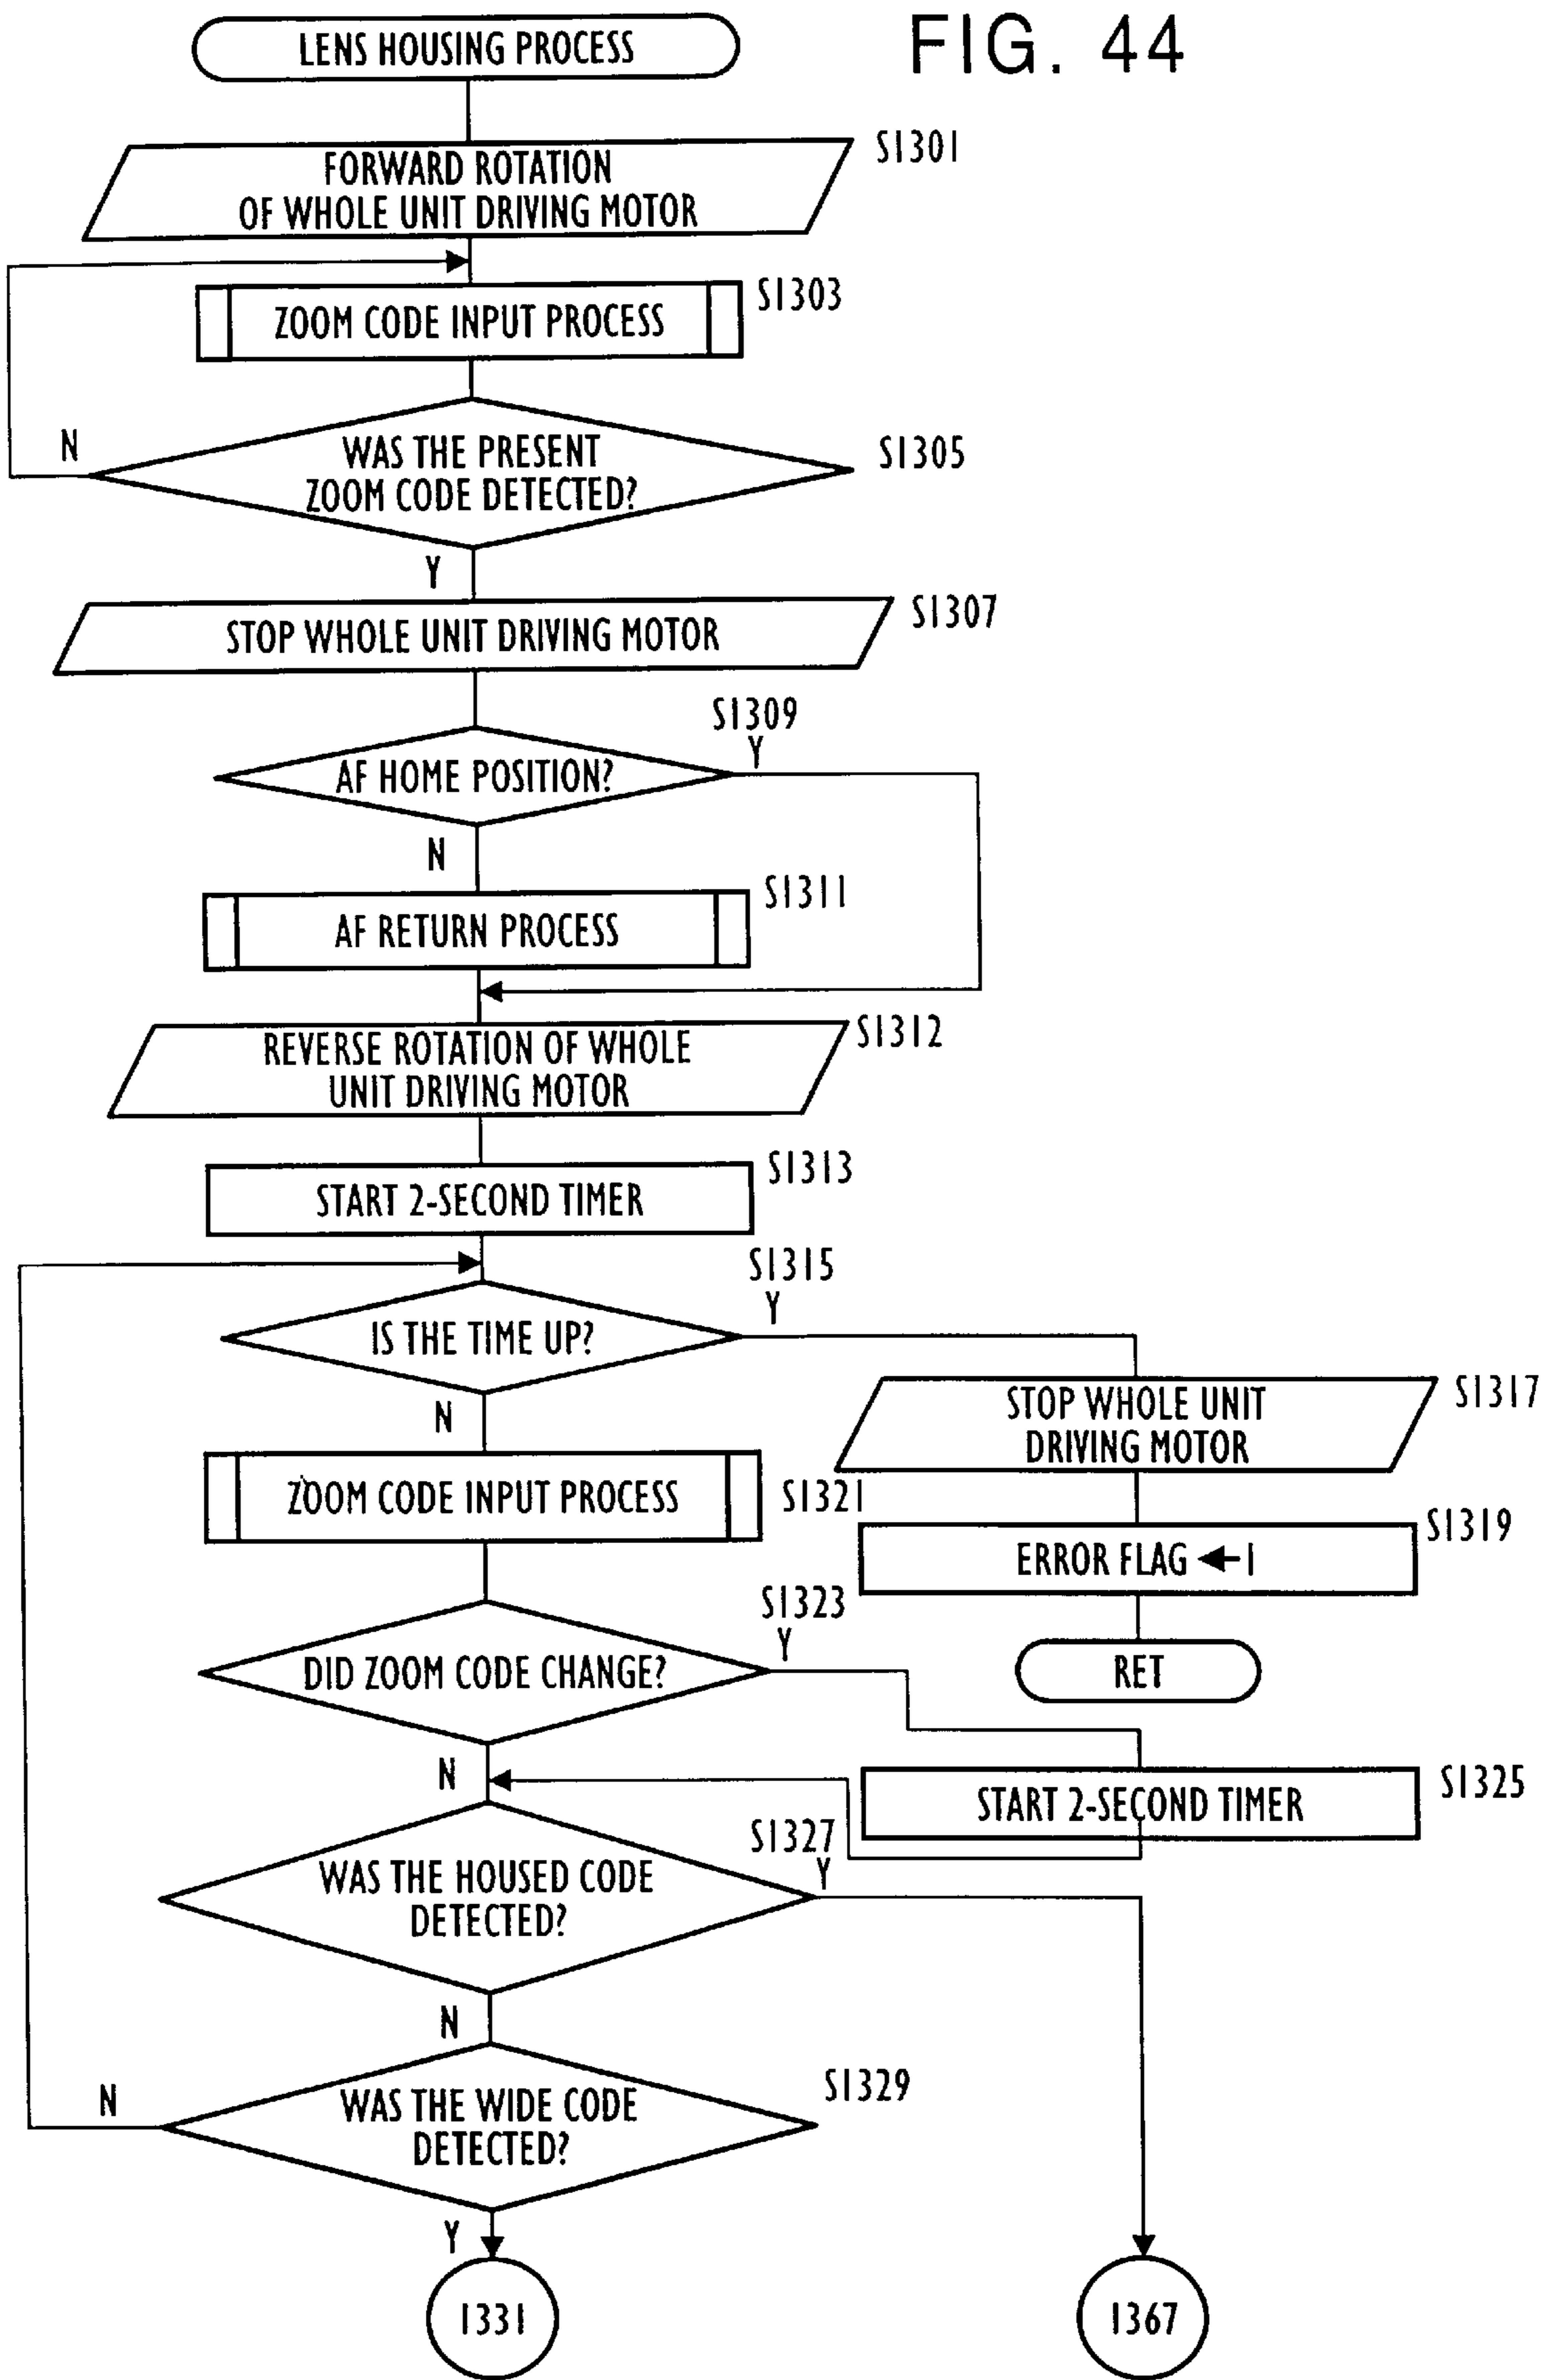 FIG. 44
LENS HOUSING PROCESS
S1301
FORWARD ROTATION
OF WHOLE UNIT DRIVING MOTOR
S1303
ZOOM CODE INPUT PROCESS
S1305
N
WAS THE PRESENT
ZOOM CODE DETECTED?
Y
S1307
STOP WHOLE UNIT DRIVING MOTOR
S1309
Y
AF HOME POSITION?
N
S1311
AF RETURN PROCESS
S1312
REVERSE ROTATION OF WHOLE
UNIT DRIVING MOTOR
S1313
START 2-SECOND TIMER
S1315
Y
IS THE TIME UP?
N
S1317
STOP WHOLE UNIT
DRIVING MOTOR
ZOOM CODE INPUT PROCESS
S1321
S1319
ERROR FLAG ←1
S1323
Y
RET
DID ZOOM CODE CHANGE?
N
S1325
START 2-SECOND TIMER
S1327
Y
WAS THE HOUSED CODE
DETECTED?
N
S1329
N
WAS THE WIDE CODE
DETECTED?
Y
1331
1367